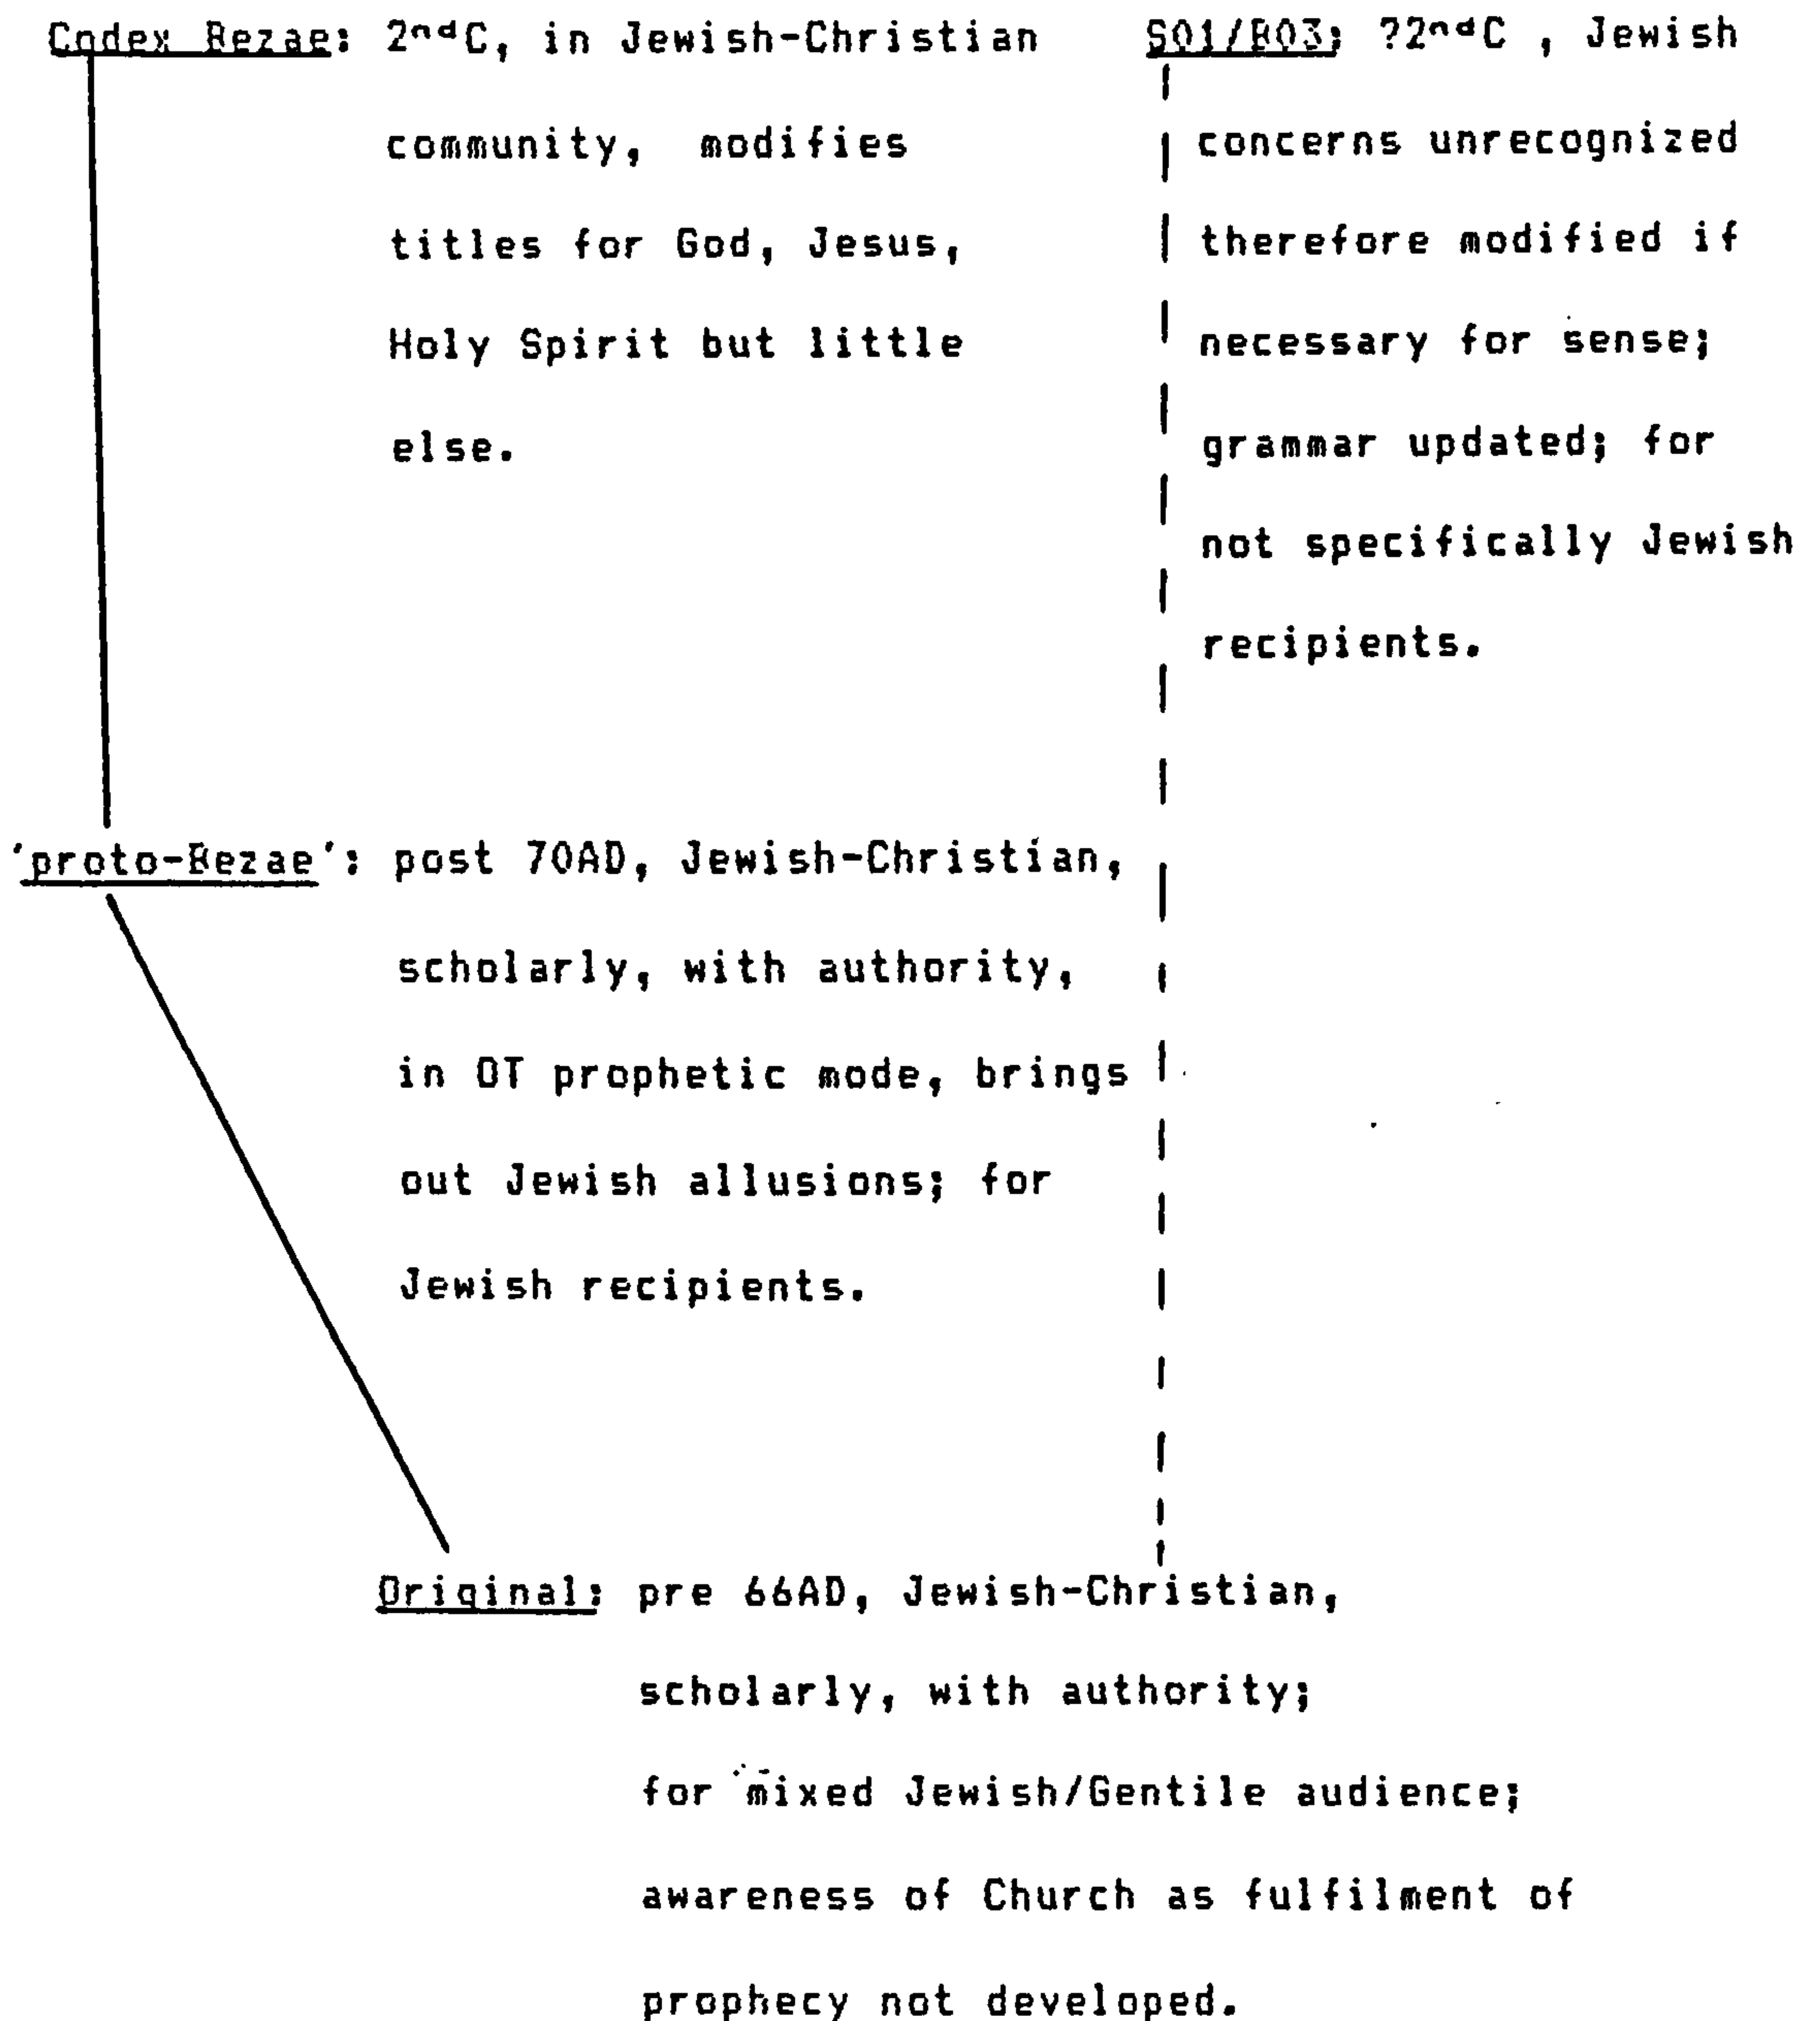 Codex Bezae: 2ndC, in Jewish-Christian
community, modifies
titles for God, Jesus,
Holy Spirit but little
else.
S01/B03; ?2ndC , Jewish
concerns unrecognized
therefore modified if
necessary for sense;
grammar updated; for
not specifically Jewish
recipients.
'proto-Bezae': post 70AD, Jewish-Christian,
scholarly, with authority,
in OT prophetic mode, brings
out Jewish allusions; for
Jewish recipients.
Original: pre 66AD, Jewish-Christian,
scholarly, with authority;
for mixed Jewish/Gentile audience;
awareness of Church as fulfilment of
prophecy not developed.